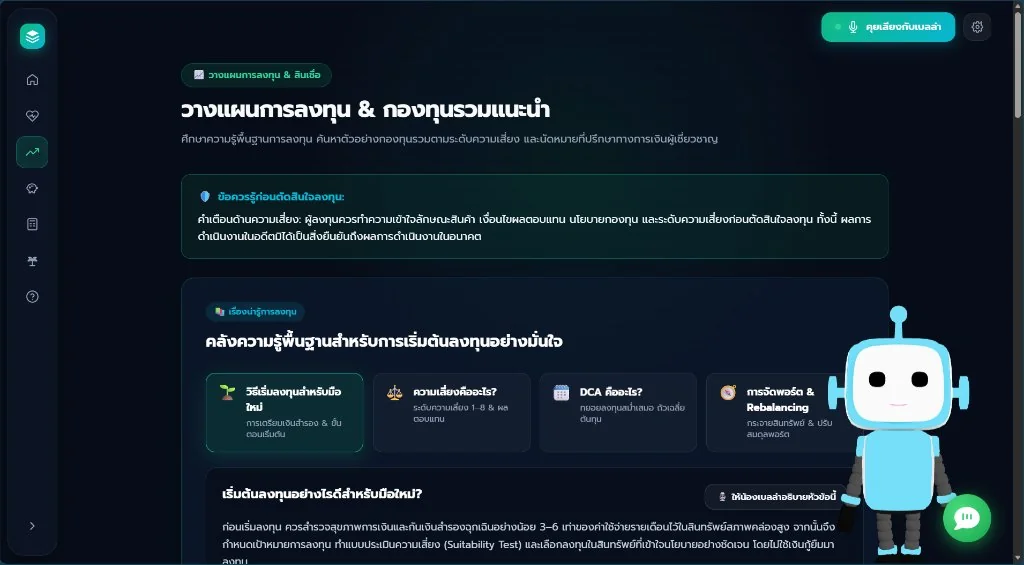 คุยเสียงกับเบลล่า
วางแผนการลงทุน & สินเชื่อ
วางแผนการลงทุน & กองทุนรวมแนะนำ
ศึกษาความรู้พื้นฐานการลงทุน ค้นหาตัวอย่างกองทุนรวมตามระดับความเสี่ยง และนัดหมายที่ปรึกษาทางการเงินผู้เชี่ยวชาญ
ข้อควรรู้ก่อนตัดสินใจลงทุน:
คำเตือนด้านความเสี่ยง: ผู้ลงทุนควรทำความเข้าใจลักษณะสินค้า เงื่อนไขผลตอบแทน นโยบายกองทุน และระดับความเสี่ยงก่อนตัดสินใจลงทุน ทั้งนี้ ผลการ
ดำเนินงานในอดีตมิได้เป็นสิ่งยืนยันถึงผลการดำเนินงานในอนาคต
เรื่องน่ารู้การลงทุน
คลังความรู้พื้นฐานสำหรับการเริ่มต้นลงทุนอย่างมั่นใจ
วิธีเริ่มลงทุนสำหรับมือ
ใหม่
การเตรียมเงินสำรอง & ขั้น
ตอนเริ่มต้น
ความเสี่ยงคืออะไร?
ระดับความเสี่ยง 1-8 & ผล
ตอบแทน
DCA คืออะไร?
ทยอยลงทุนสม่ำเสมอ ถัวเฉลี่ย
ต้นทุน
การจัดพอร์ต &
Rebalancing
กระจายสินทรัพย์ & ปรับ
สมดุลพอร์ต
เริ่มต้นลงทุนอย่างไรดีสำหรับมือใหม่?
ให้น้องเบลล่าอธิบายหัวข้อนี้
ก่อนเริ่มลงทุน ควรสำรวจสุขภาพการเงินและกันเงินสำรองฉุกเฉินอย่างน้อย 3–6 เท่าของค่าใช้จ่ายรายเดือนไว้ในสินทรัพย์สภาพคล่องสูง จากนั้นจึง
กำหนดเป้าหมายการลงทุน ทำแบบประเมินความเสี่ยง (Suitability Test) และเลือกลงทุนในสินทรัพย์ที่เข้าใจนโยบายอย่างชัดเจน โดยไม่ใช้เงินกู้ยืมมา
ลงทุน